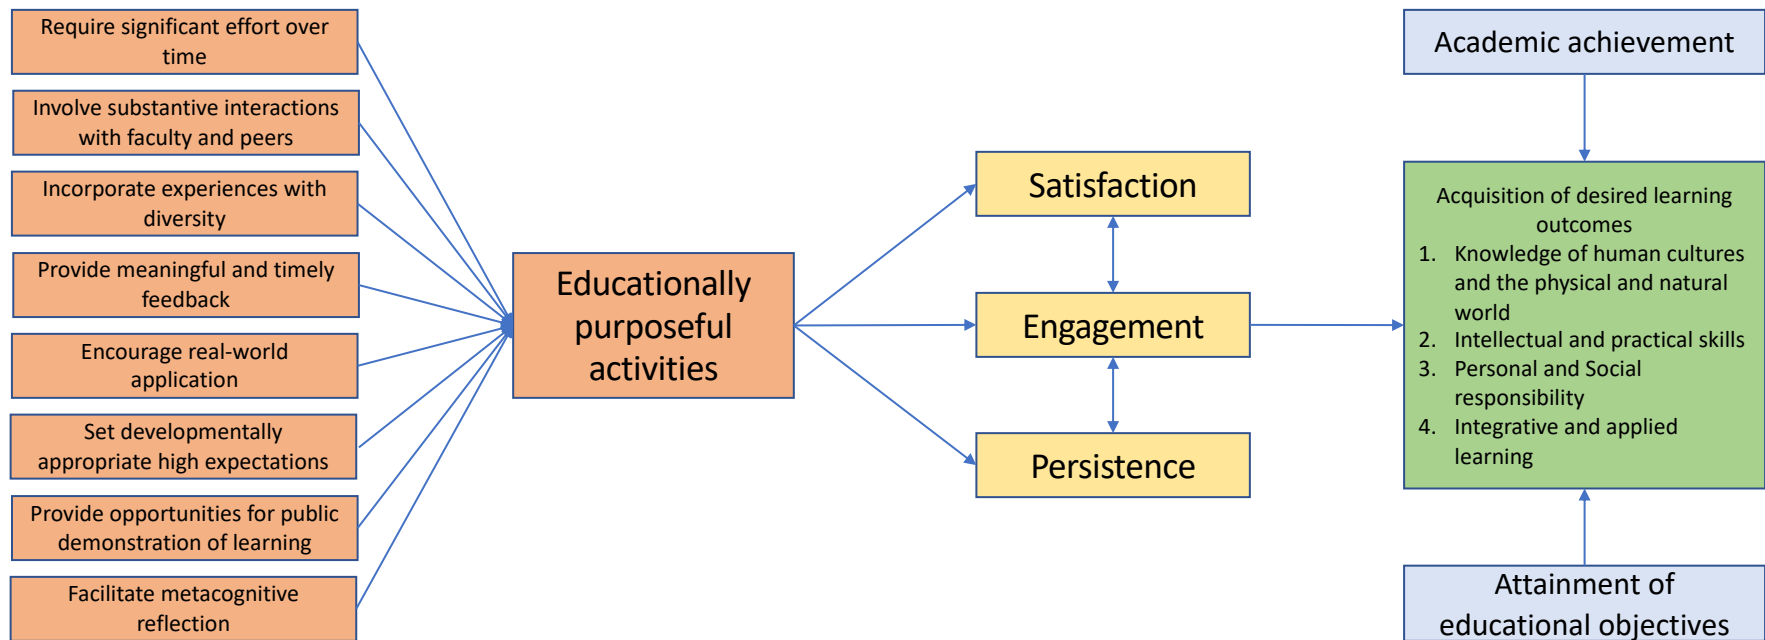 Require significant effort over
time
Involve substantive interactions
with faculty and peers
Incorporate experiences with
diversity
Provide meaningful and timely
feedback
Encourage real-world
application
Set developmentally
appropriate high expectations
Provide opportunities for public
demonstration of learning
Facilitate metacognitive
reflection
Educationally
purposeful
activities
Satisfaction
Engagement
Persistence
Academic achievement
Acquisition of desired learning
outcomes
1. Knowledge of human cultures
and the physical and natural
world
2. Intellectual and practical skills
3. Personal and Social
responsibility
4. Integrative and applied
learning
Attainment of
educational objectives